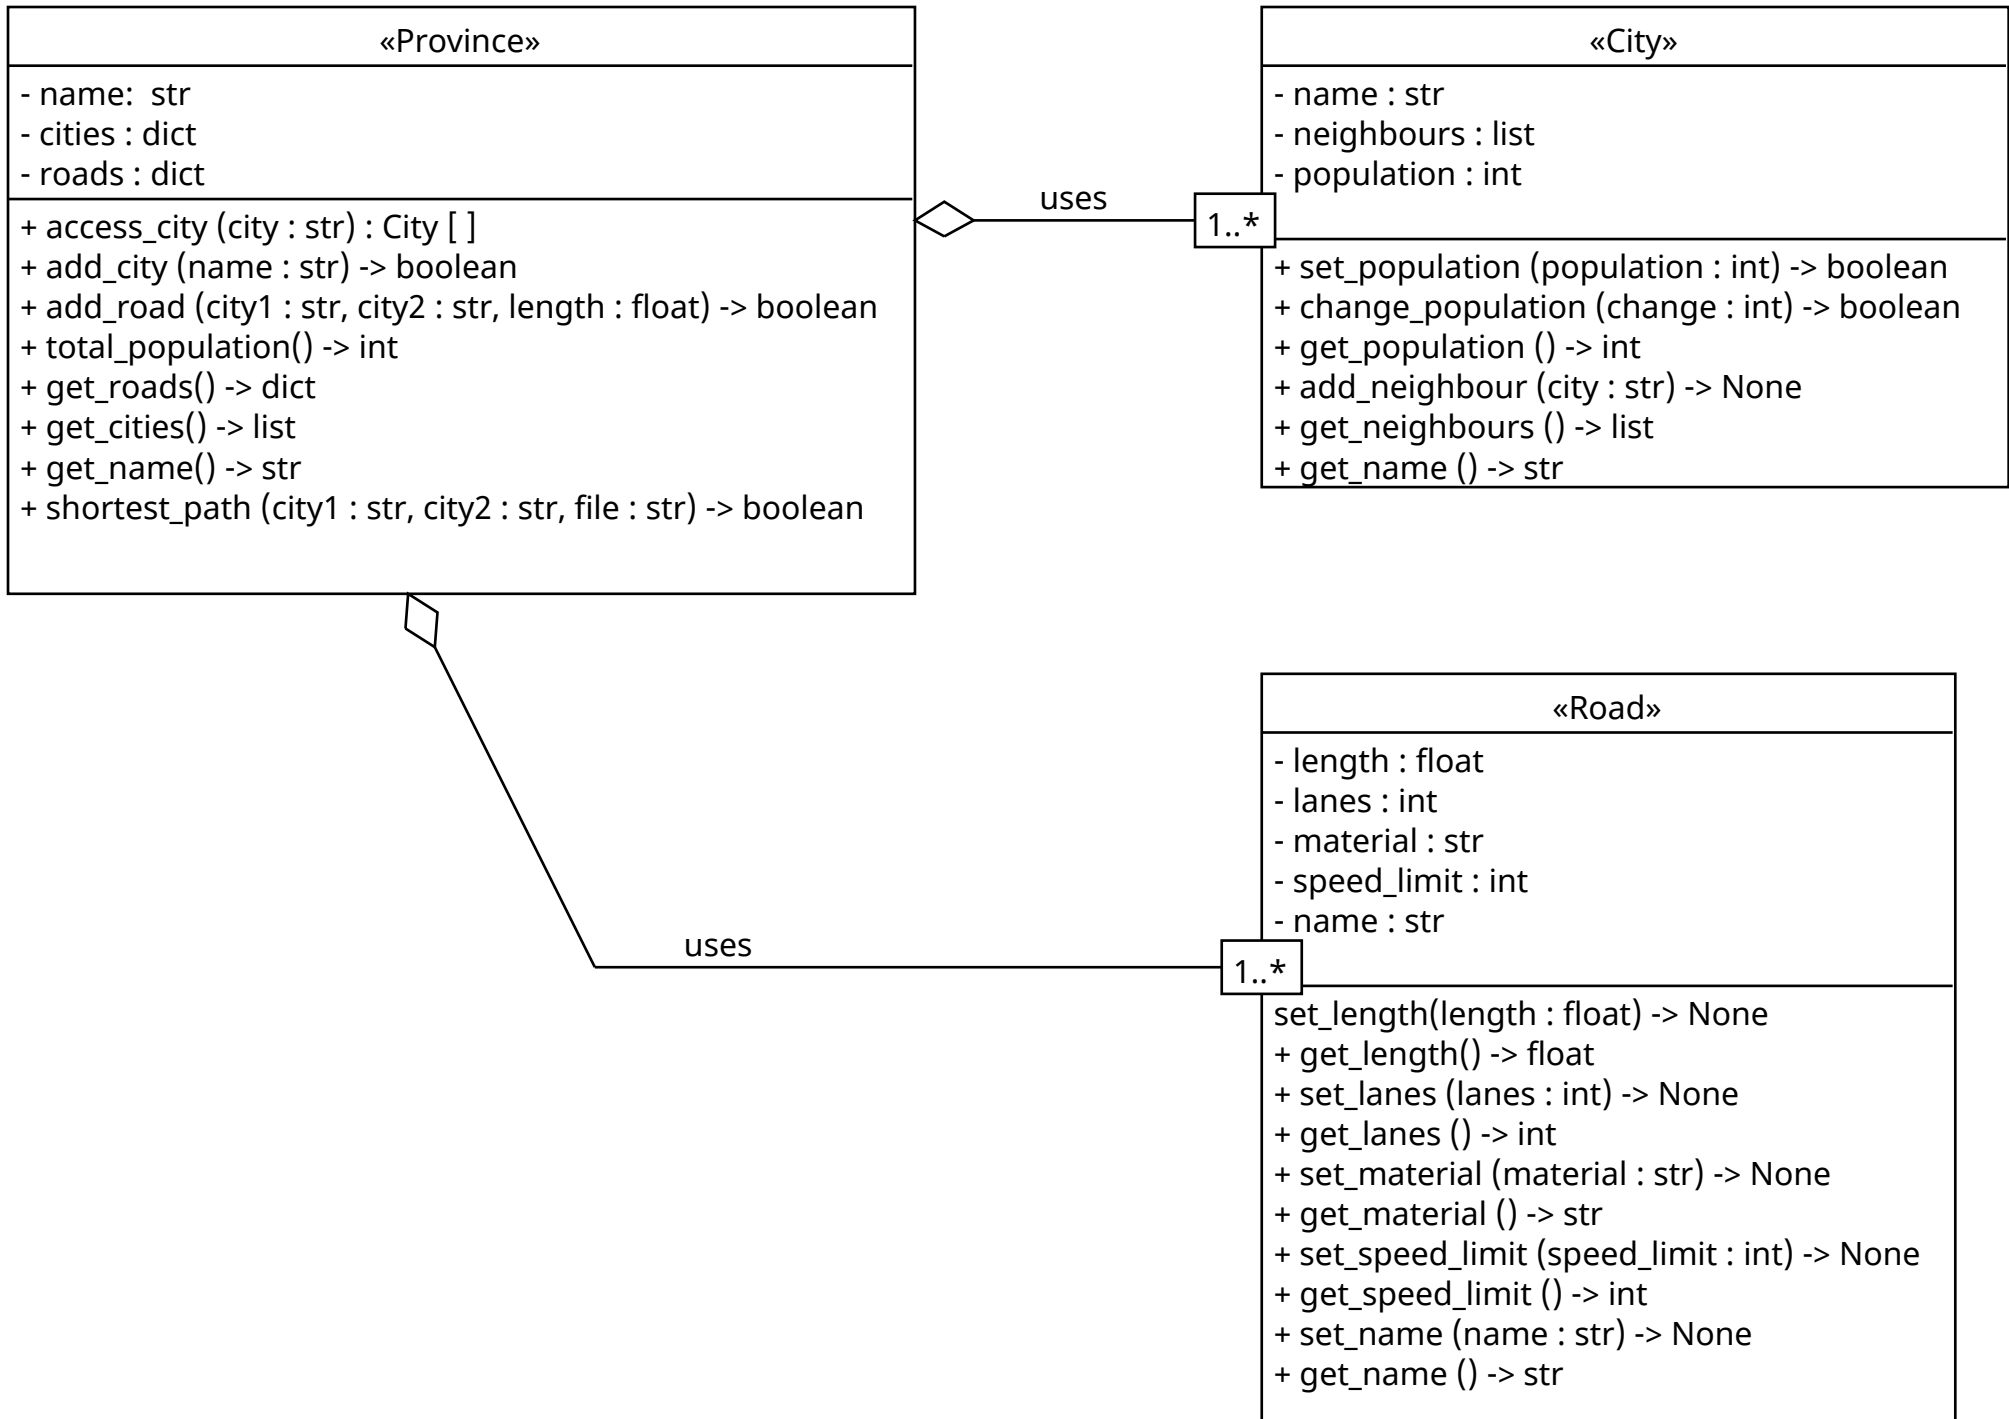 «Province»
- name:  str
- cities : dict
- roads : dict
+ access_city (city : str) : City [ ]
+ add_city (name : str) -> boolean
+ add_road (city1 : str, city2 : str, length : float) -> boolean
+ total_population() -> int
+ get_roads() -> dict
+ get_cities() -> list
+ get_name() -> str
+ shortest_path (city1 : str, city2 : str, file : str) -> boolean
uses
1..*
«City»
- name : str
- neighbours : list
- population : int
+ set_population (population : int) -> boolean
+ change_population (change : int) -> boolean
+ get_population () -> int
+ add_neighbour (city : str) -> None
+ get_neighbours () -> list
+ get_name () -> str
uses
1..*
«Road»
- length : float
- lanes : int
- material : str
- speed_limit : int
- name : str
set_length(length : float) -> None
+ get_length() -> float
+ set_lanes (lanes : int) -> None
+ get_lanes () -> int
+ set_material (material : str) -> None
+ get_material () -> str
+ set_speed_limit (speed_limit : int) -> None
+ get_speed_limit () -> int
+ set_name (name : str) -> None
+ get_name () -> str